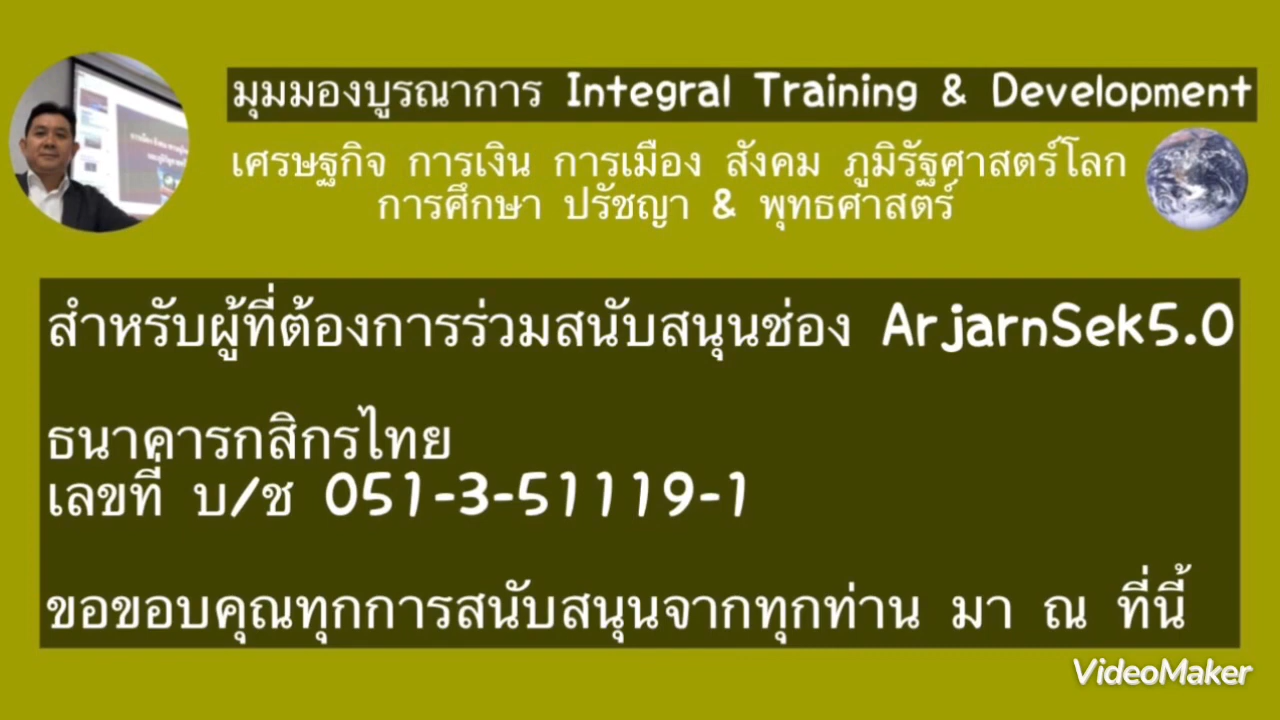 มุมมองบูรณาการ Integral Training & Development
เศรษฐกิจ การเงิน การเมือง สังคม ภูมิรัฐศาสตร์โลก
การศึกษา ปรัชญา & พุทธศาสตร์
สำหรับผู้ที่ต้องการร่วมสนับสนุนช่อง ArjarnSek5.0
ธนาคารกสิกรไทย
เลขที่ บ/ช 051-3-51119-1
ขอขอบคุณทุกการสนับสนุนจากทุกท่าน มา ณ ที่นี้
VideoMaker